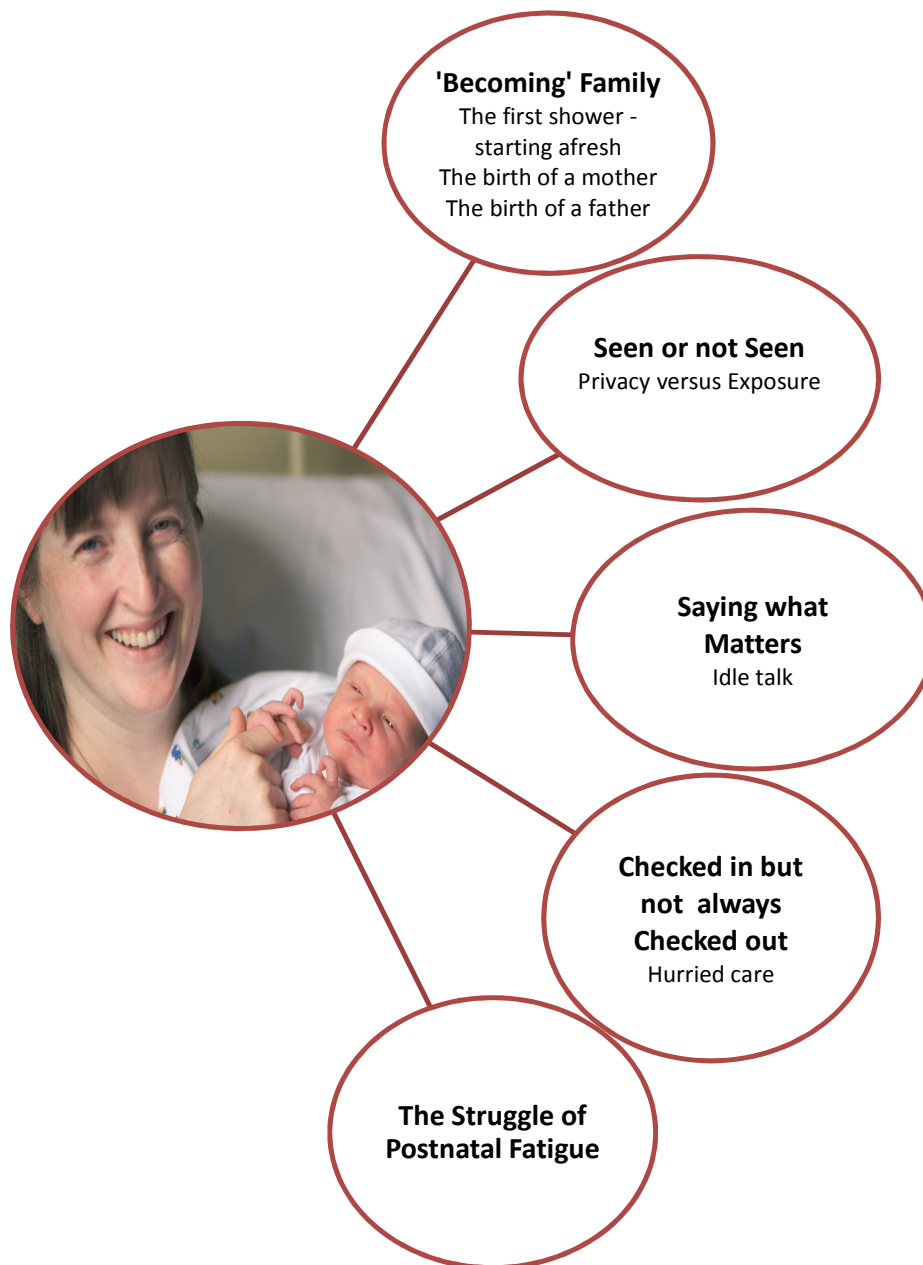 'Becoming' Family
The first shower -
starting afresh
The birth of a mother
The birth of a father
Seen or not Seen
Privacy versus Exposure
Saying what
Matters
Idle talk
Checked in but
not  always
Checked out
Hurried care
The Struggle of
Postnatal Fatigue